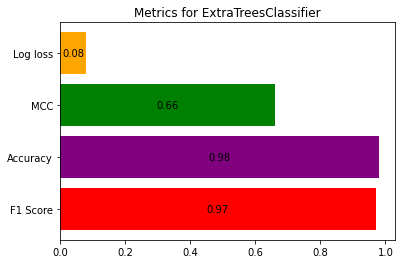 Metrics for ExtraTreesClassifier
Log loss
0.08
MCC
0.66
Accuracy
0.98
F1 Score
0.97
0.0 0.2 0.4 0.6 0.8 1.0